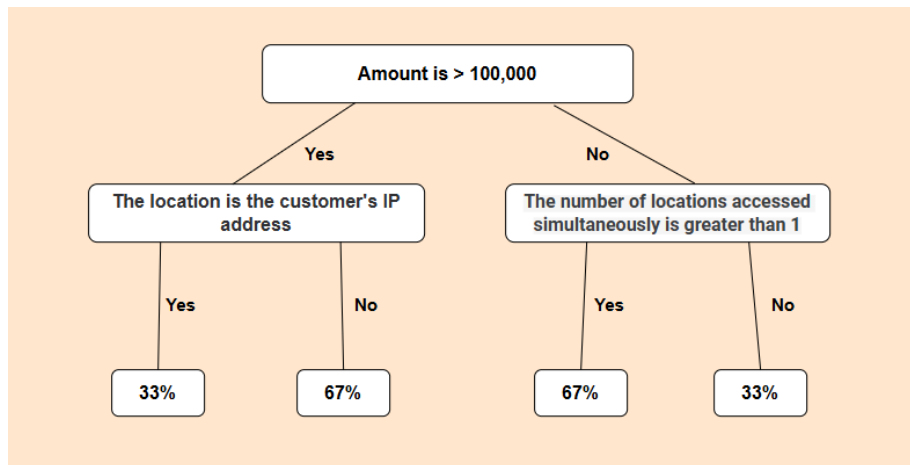 Amount is > 100,000
Yes
No
The location is the customer's IP
address
The number of locations accessed
simultaneously is greater than 1
Yes
No
Yes
No
33%
67%
67%
33%